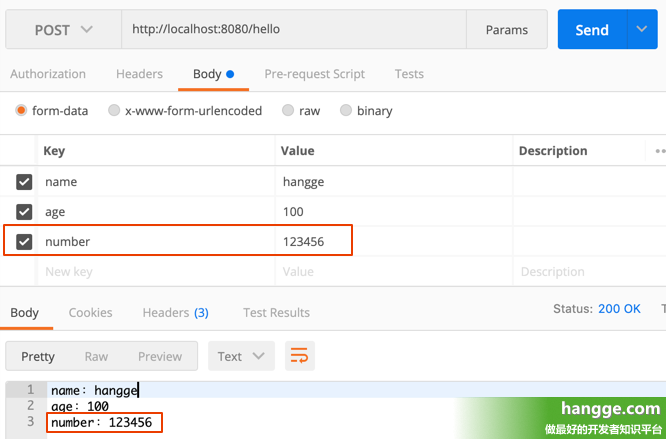 POST http://localhost:8080/hello Params Send
Authorization Headers Body Pre-request Script Tests
form-data x-www-form-urlencoded raw binary
Key Value Description
name hangge
age 100
number 123456
New key Value Description
Body Cookies Headers (3) Test Results Status: 200 OK T
Pretty Raw Preview Text
1 name: hangge
2 age: 100
3 number: 123456
hangge.com
做最好的开发者知识平台